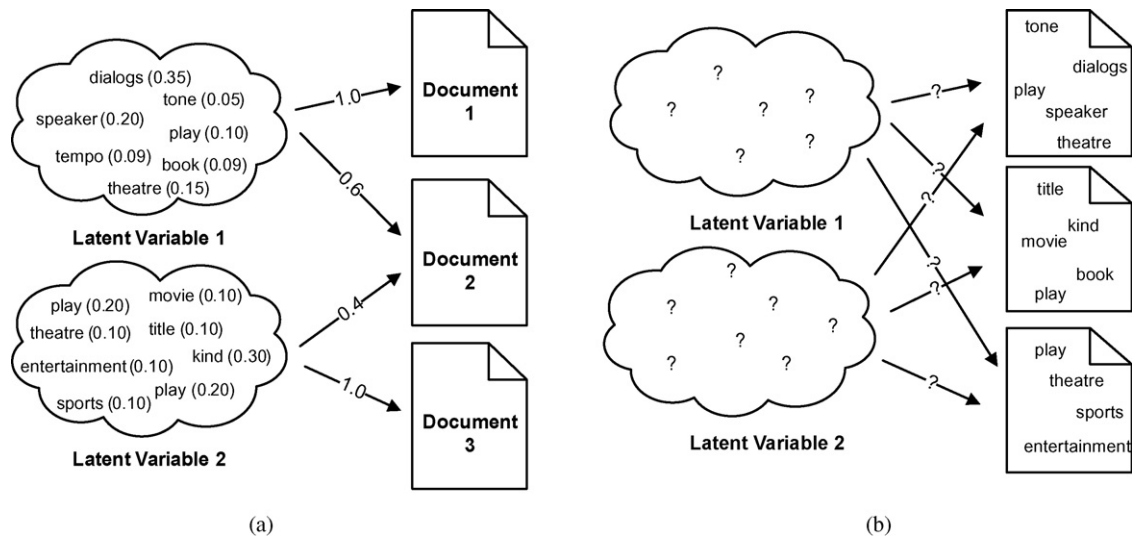 dialogs (0.35)
tone (0.05)
speaker (0.20)
play (0.10)
tempo (0.09)
book (0.09)
theatre (0.15)
Latent Variable 1
1.0
0.6
Document
1
play (0.20)
movie (0.10)
theatre (0.10)
title (0.10)
entertainment (0.10)
kind (0.30)
play (0.20)
sports (0.10)
Latent Variable 2
0.4
1.0
Document
2
Document
3
(a)
?
?
?
?
?
?
Latent Variable 1
?
?
?
?
?
?
?
Latent Variable 2
?
?
?
?
?
?
tone
dialogs
play
speaker
theatre
title
kind
movie
book
play
play
theatre
sports
entertainment
(b)